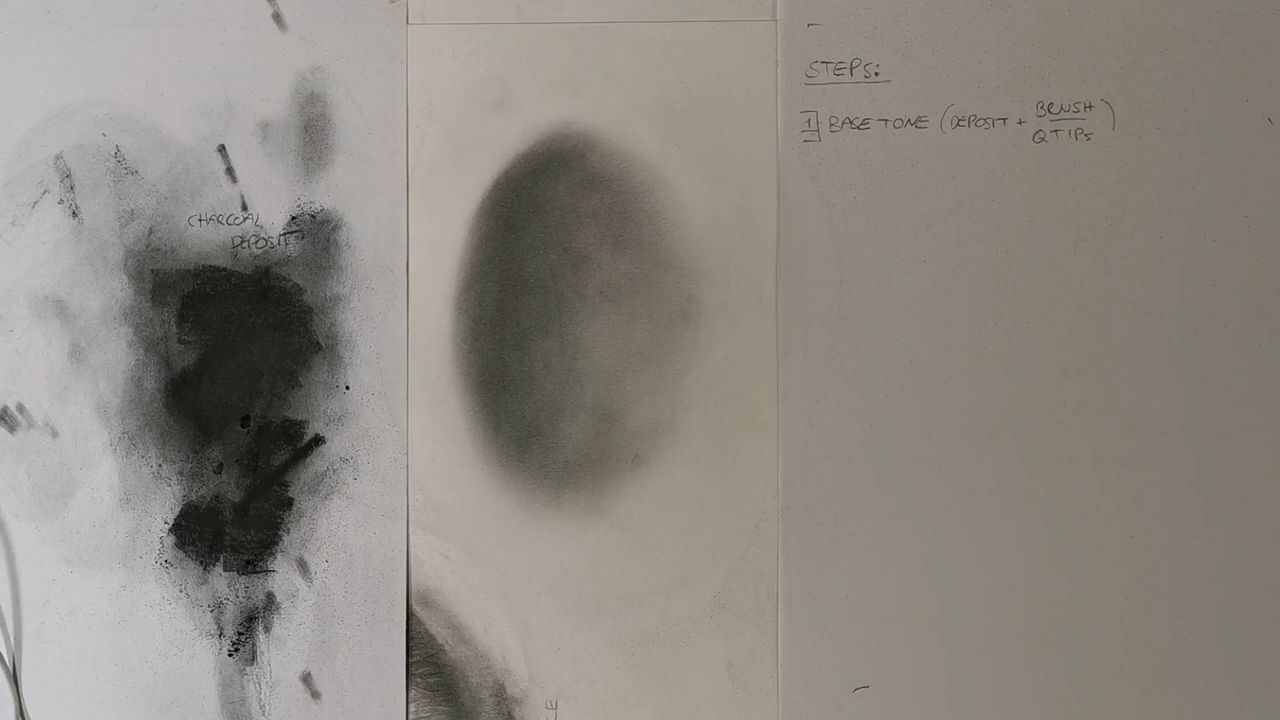 CHARCOAL
DEPOSIT
STEPS:
1 BASE TONE (DEPOSIT + BRUSH
QTIPS)